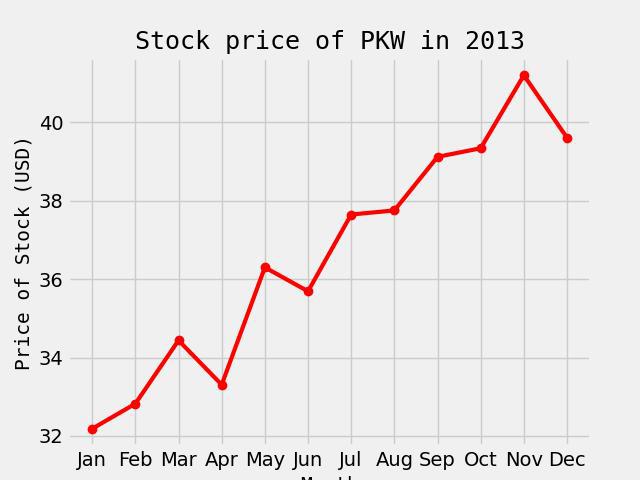 Stock price of PKW in 2013
Price of Stock (USD)
40
38
36
34
32
Jan Feb Mar Apr May Jun Jul Aug Sep Oct Nov Dec